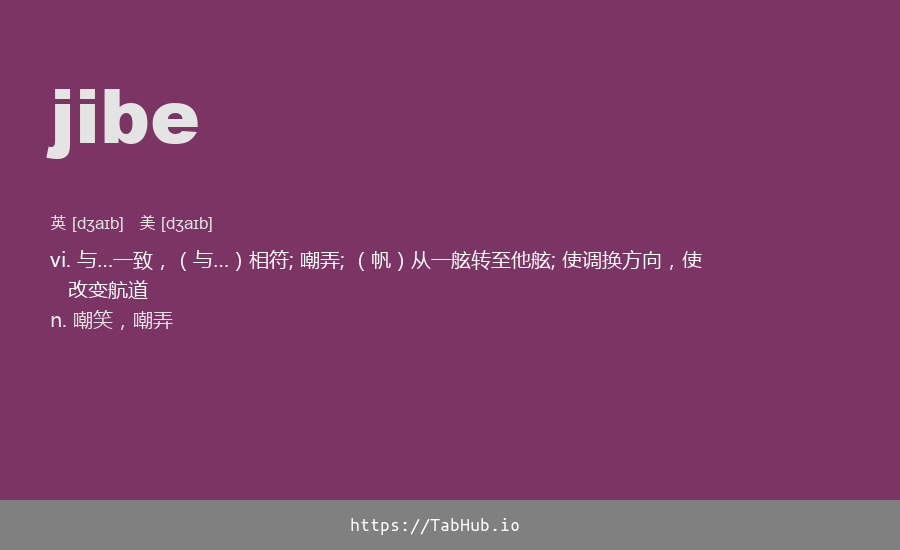 jibe
英 [dʒaɪb]   美 [dʒaɪb]
vi. 与…一致，（与…）相符; 嘲弄; （帆）从一舷转至他舷; 使调换方向，使
改变航道
n. 嘲笑，嘲弄
https://TabHub.io